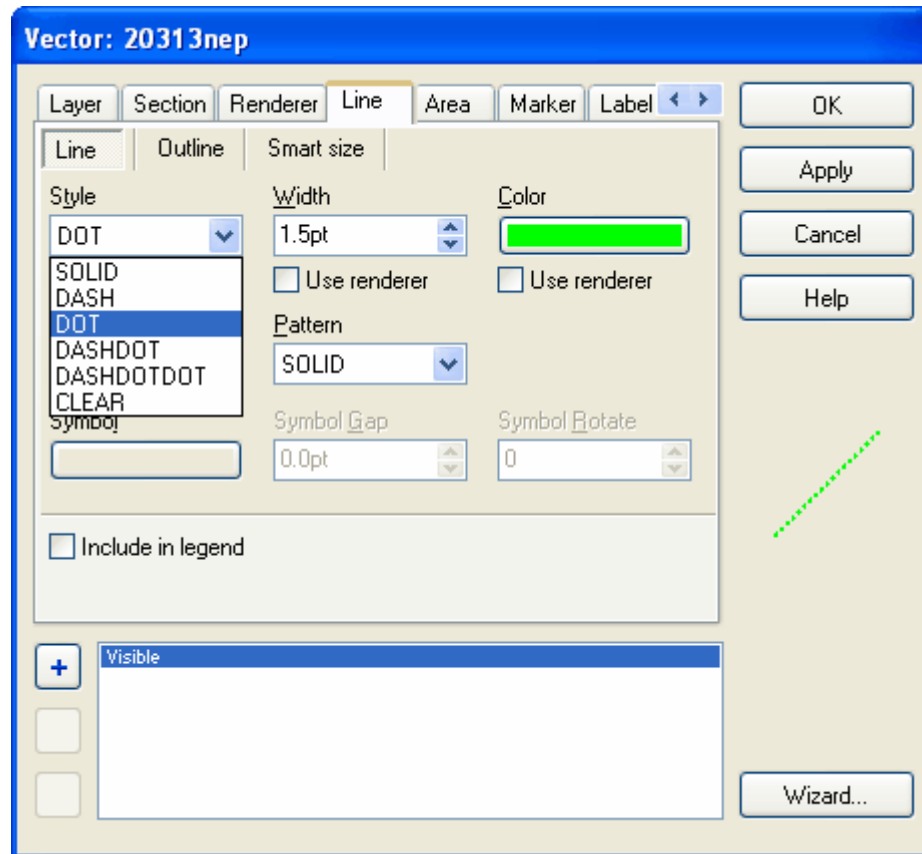 Vector: 20313nep
Layer Section Renderer Line Area Marker Label
OK
Line Outline Smart size
Apply
Style Width Color
DOT 1.5pt
Cancel
SOLID
DASH
DOT
DASHDOT
DASHDOTDOT
CLEAR
Use renderer Use renderer
Help
Pattern
SOLID
Symbol Symbol Gap Symbol Rotate
0.0pt 0
Include in legend
+ Visible
Wizard...